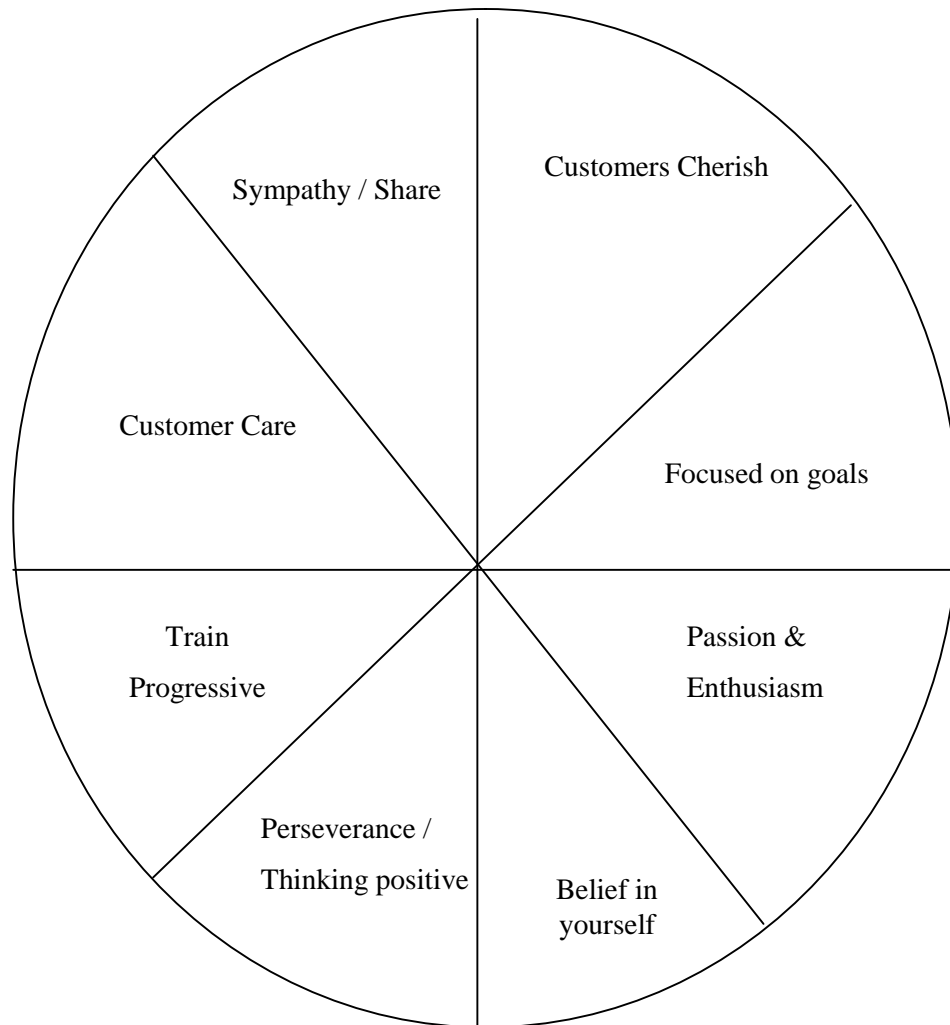 Customers Cherish
Sympathy / Share
Customer Care
Focused on goals
Train
Progressive
Passion &
Enthusiasm
Perseverance /
Thinking positive
Belief in
yourself